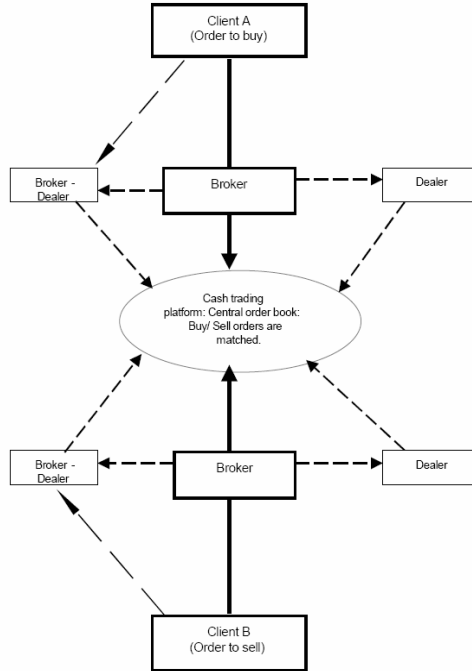 Client A
(Order to buy)
Broker -
Dealer
Broker
Dealer
Cash trading
platform: Central order book:
Buy/ Sell orders are
matched.
Broker -
Dealer
Broker
Dealer
Client B
(Order to sell)